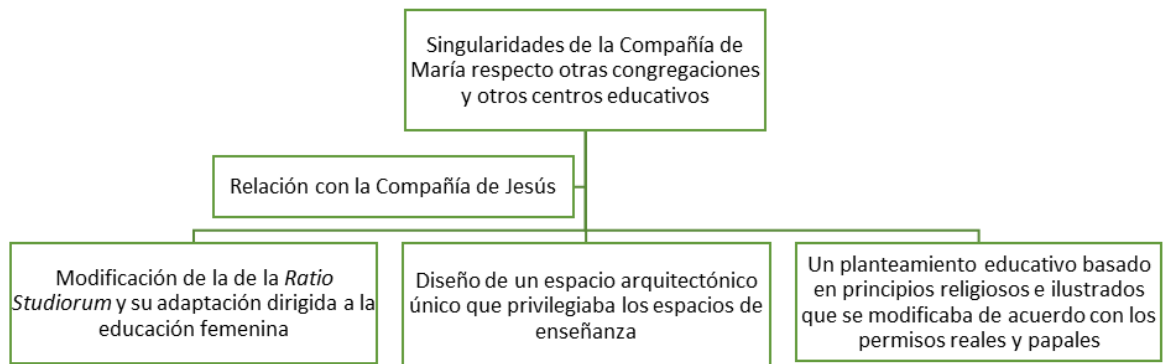 Singularidades de la Compañía de
María respecto otras congregaciones
y otros centros educativos
Relación con la Compañía de Jesús
Modificación de la de la Ratio
Studiorum y su adaptación dirigida a la
educación femenina
Diseño de un espacio arquitectónico
único que privilegiaba los espacios de
enseñanza
Un planteamiento educativo basado
en principios religiosos e ilustrados
que se modificaba de acuerdo con los
permisos reales y papales